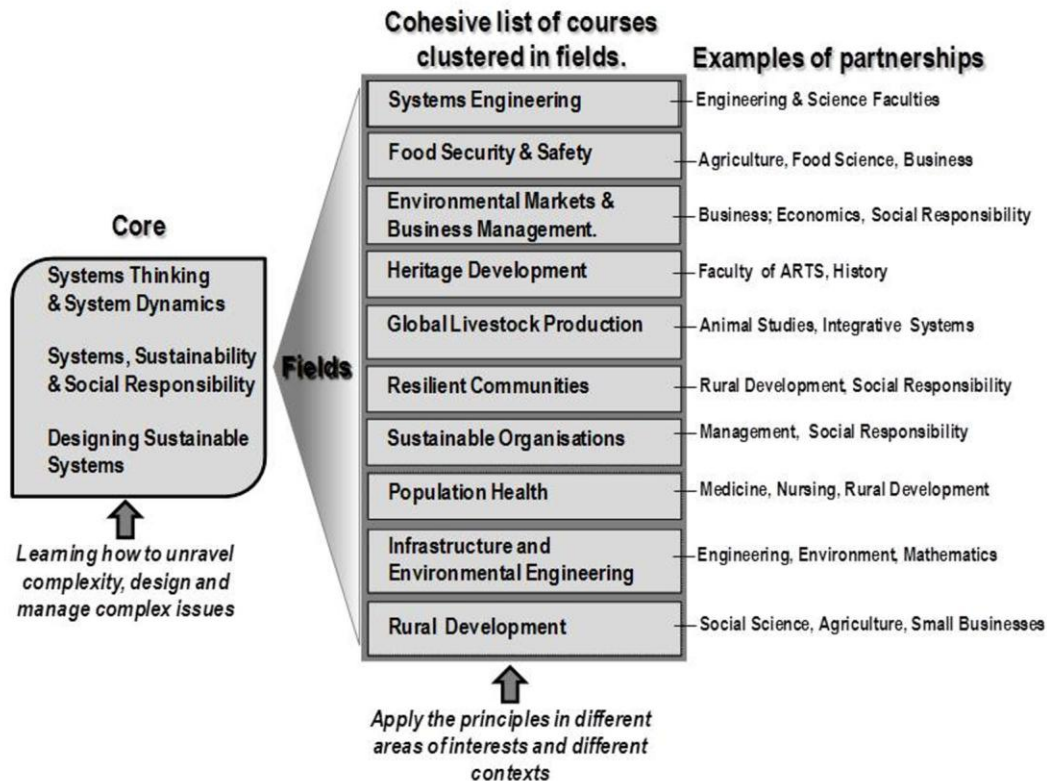 Cohesive list of courses
clustered in fields.
Examples of partnerships
Core
Systems Thinking
& System Dynamics
Systems, Sustainability
& Social Responsibility
Designing Sustainable
Systems
Learning how to unravel
complexity, design and
manage complex issues
Fields
Systems Engineering
Engineering & Science Faculties
Food Security & Safety
Agriculture, Food Science, Business
Environmental Markets &
Business Management.
Business; Economics, Social Responsibility
Heritage Development
Faculty of ARTS, History
Global Livestock Production
Animal Studies, Integrative Systems
Resilient Communities
Rural Development, Social Responsibility
Sustainable Organisations
Management, Social Responsibility
Population Health
Medicine, Nursing, Rural Development
Infrastructure and
Environmental Engineering
Engineering, Environment, Mathematics
Rural Development
Social Science, Agriculture, Small Businesses
Apply the principles in different
areas of interests and different
contexts